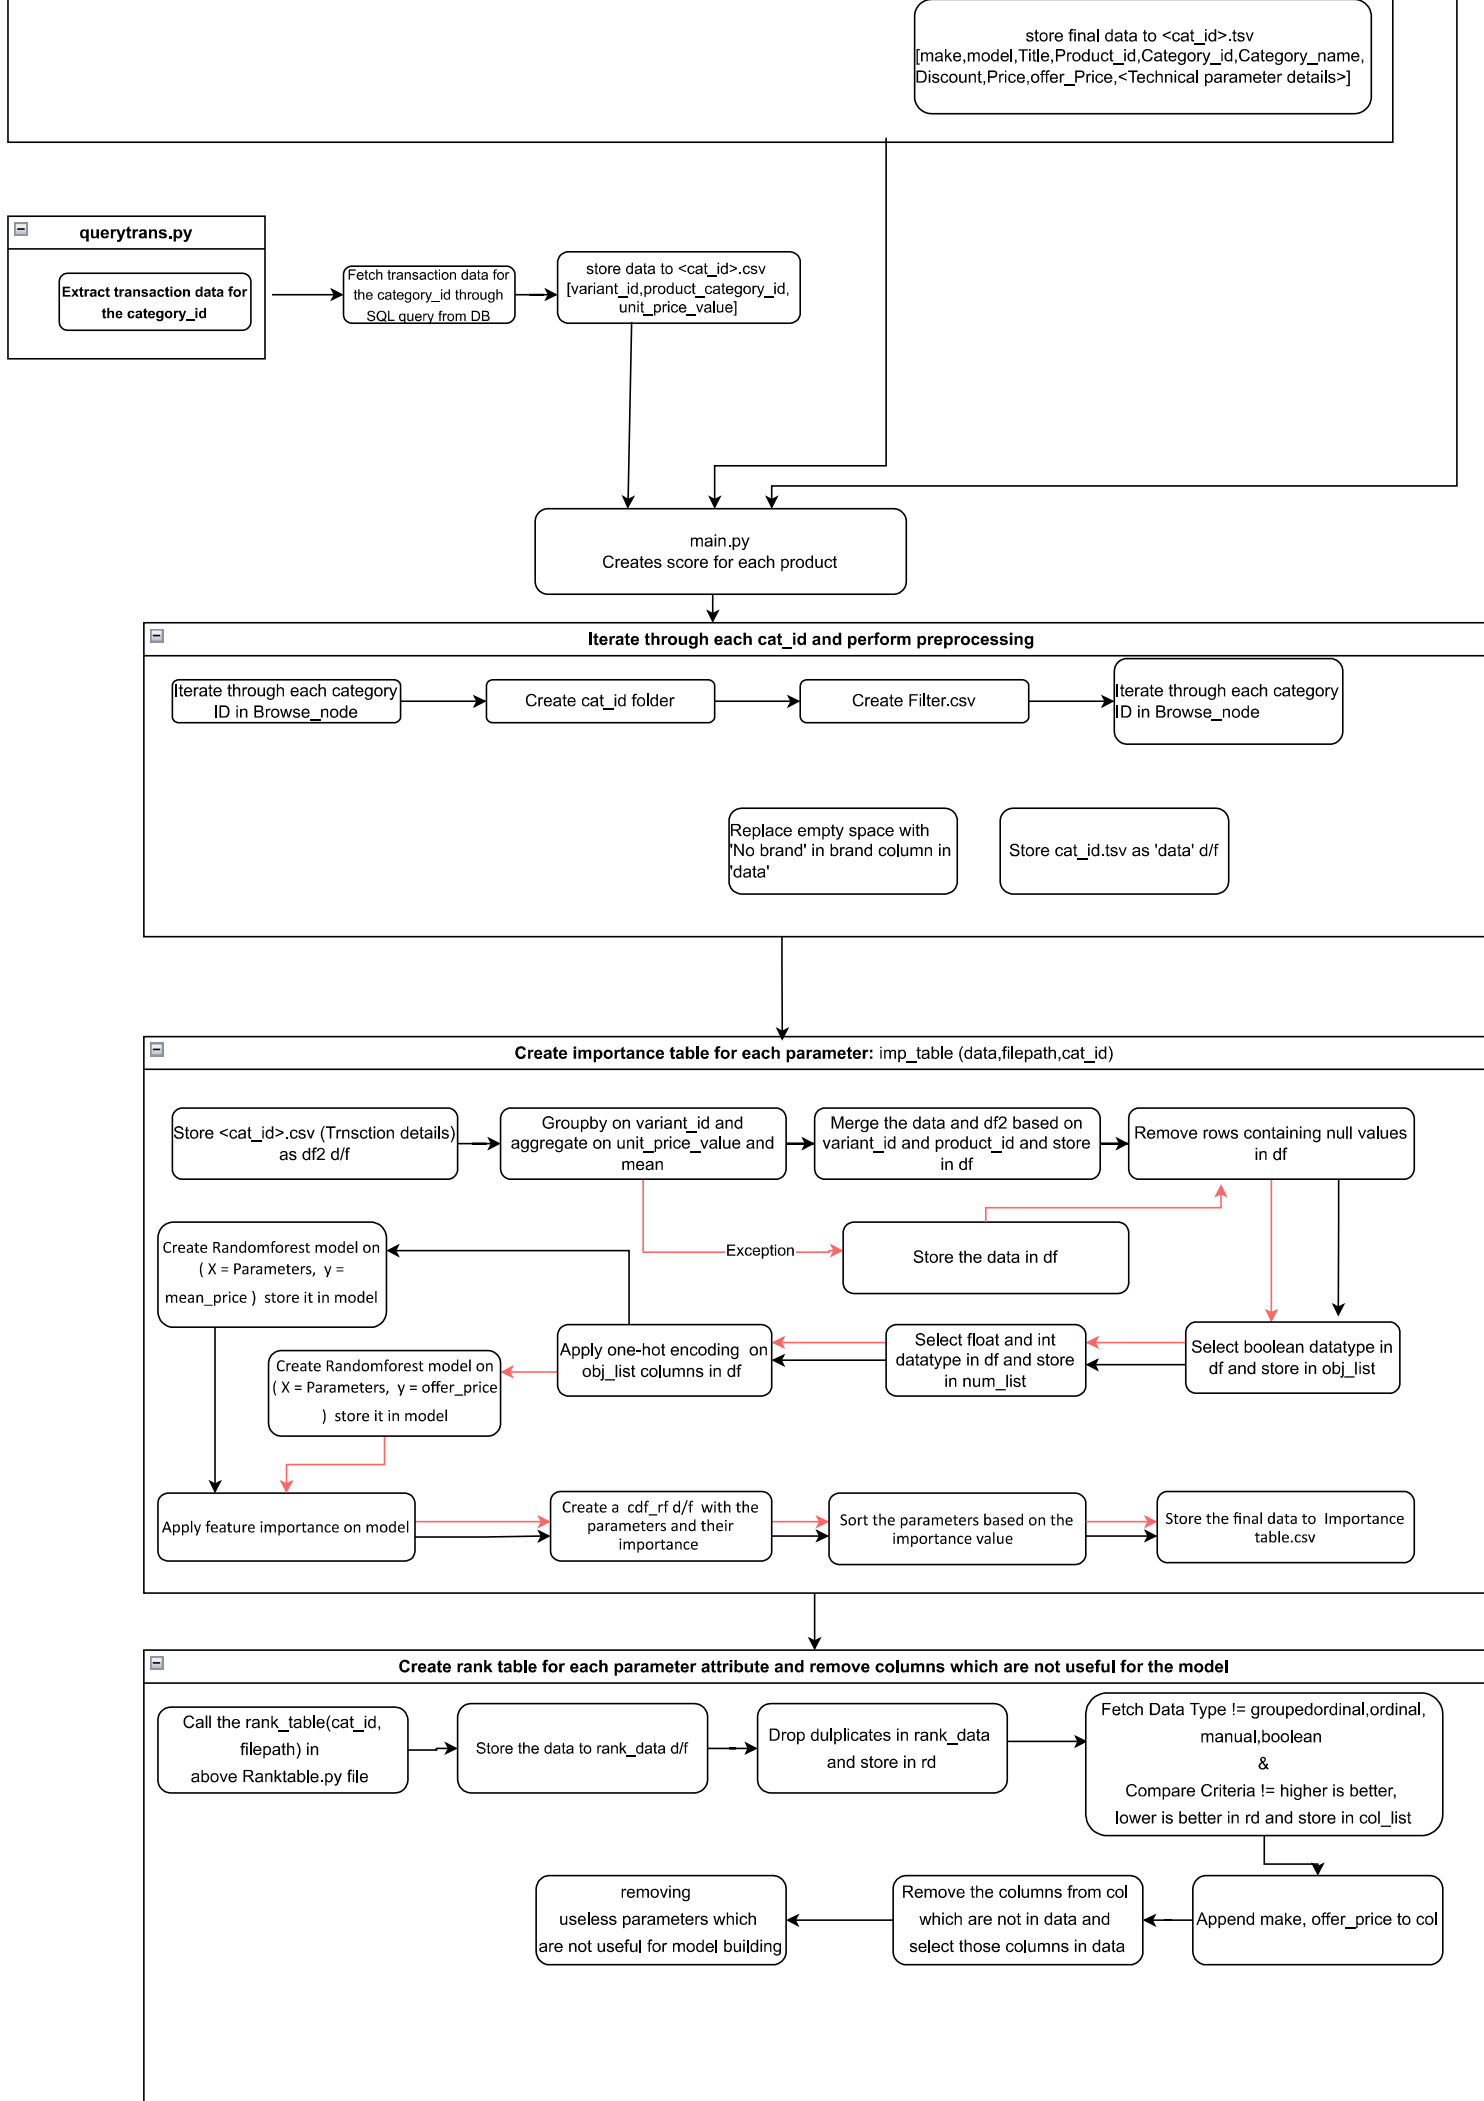 store final data to <cat_id>.tsv
[make,model,Title,Product_id,Category_id,Category_name,
Discount,Price,offer_Price,<Technical parameter details>]
querytrans.py
Extract transaction data for
the category_id
Fetch transaction data for
the category_id through
SQL query from DB
store data to <cat_id>.csv
[variant_id,product_category_id,
unit_price_value]
main.py
Creates score for each product
Iterate through each cat_id and perform preprocessing
Iterate through each category
ID in Browse_node
Create cat_id folder
Create Filter.csv
Iterate through each category
ID in Browse_node
Replace empty space with
'No brand' in brand column in
'data'
Store cat_id.tsv as 'data' d/f
Create importance table for each parameter: imp_table (data,filepath,cat_id)
Store <cat_id>.csv (Trnsction details)
as df2 d/f
Groupby on variant_id and
aggregate on unit_price_value and
mean
Merge the data and df2 based on
variant_id and product_id and store
in df
Remove rows containing null values
in df
Exception
Store the data in df
Create Randomforest model on
( X = Parameters, y =
mean_price ) store it in model
Create Randomforest model on
( X = Parameters, y = offer_price
) store it in model
Apply one-hot encoding on
obj_list columns in df
Select float and int
datatype in df and store
in num_list
Select boolean datatype in
df and store in obj_list
Apply feature importance on model
Create a cdf_rf d/f with the
parameters and their
importance
Sort the parameters based on the
importance value
Store the final data to Importance
table.csv
Create rank table for each parameter attribute and remove columns which are not useful for the model
Call the rank_table(cat_id,
filepath) in
above Ranktable.py file
Store the data to rank_data d/f
Drop dulplicates in rank_data
and store in rd
Fetch Data Type != groupedordinal,ordinal,
manual,boolean
&
Compare Criteria != higher is better,
lower is better in rd and store in col_list
removing
useless parameters which
are not useful for model building
Remove the columns from col
which are not in data and
select those columns in data
Append make, offer_price to col